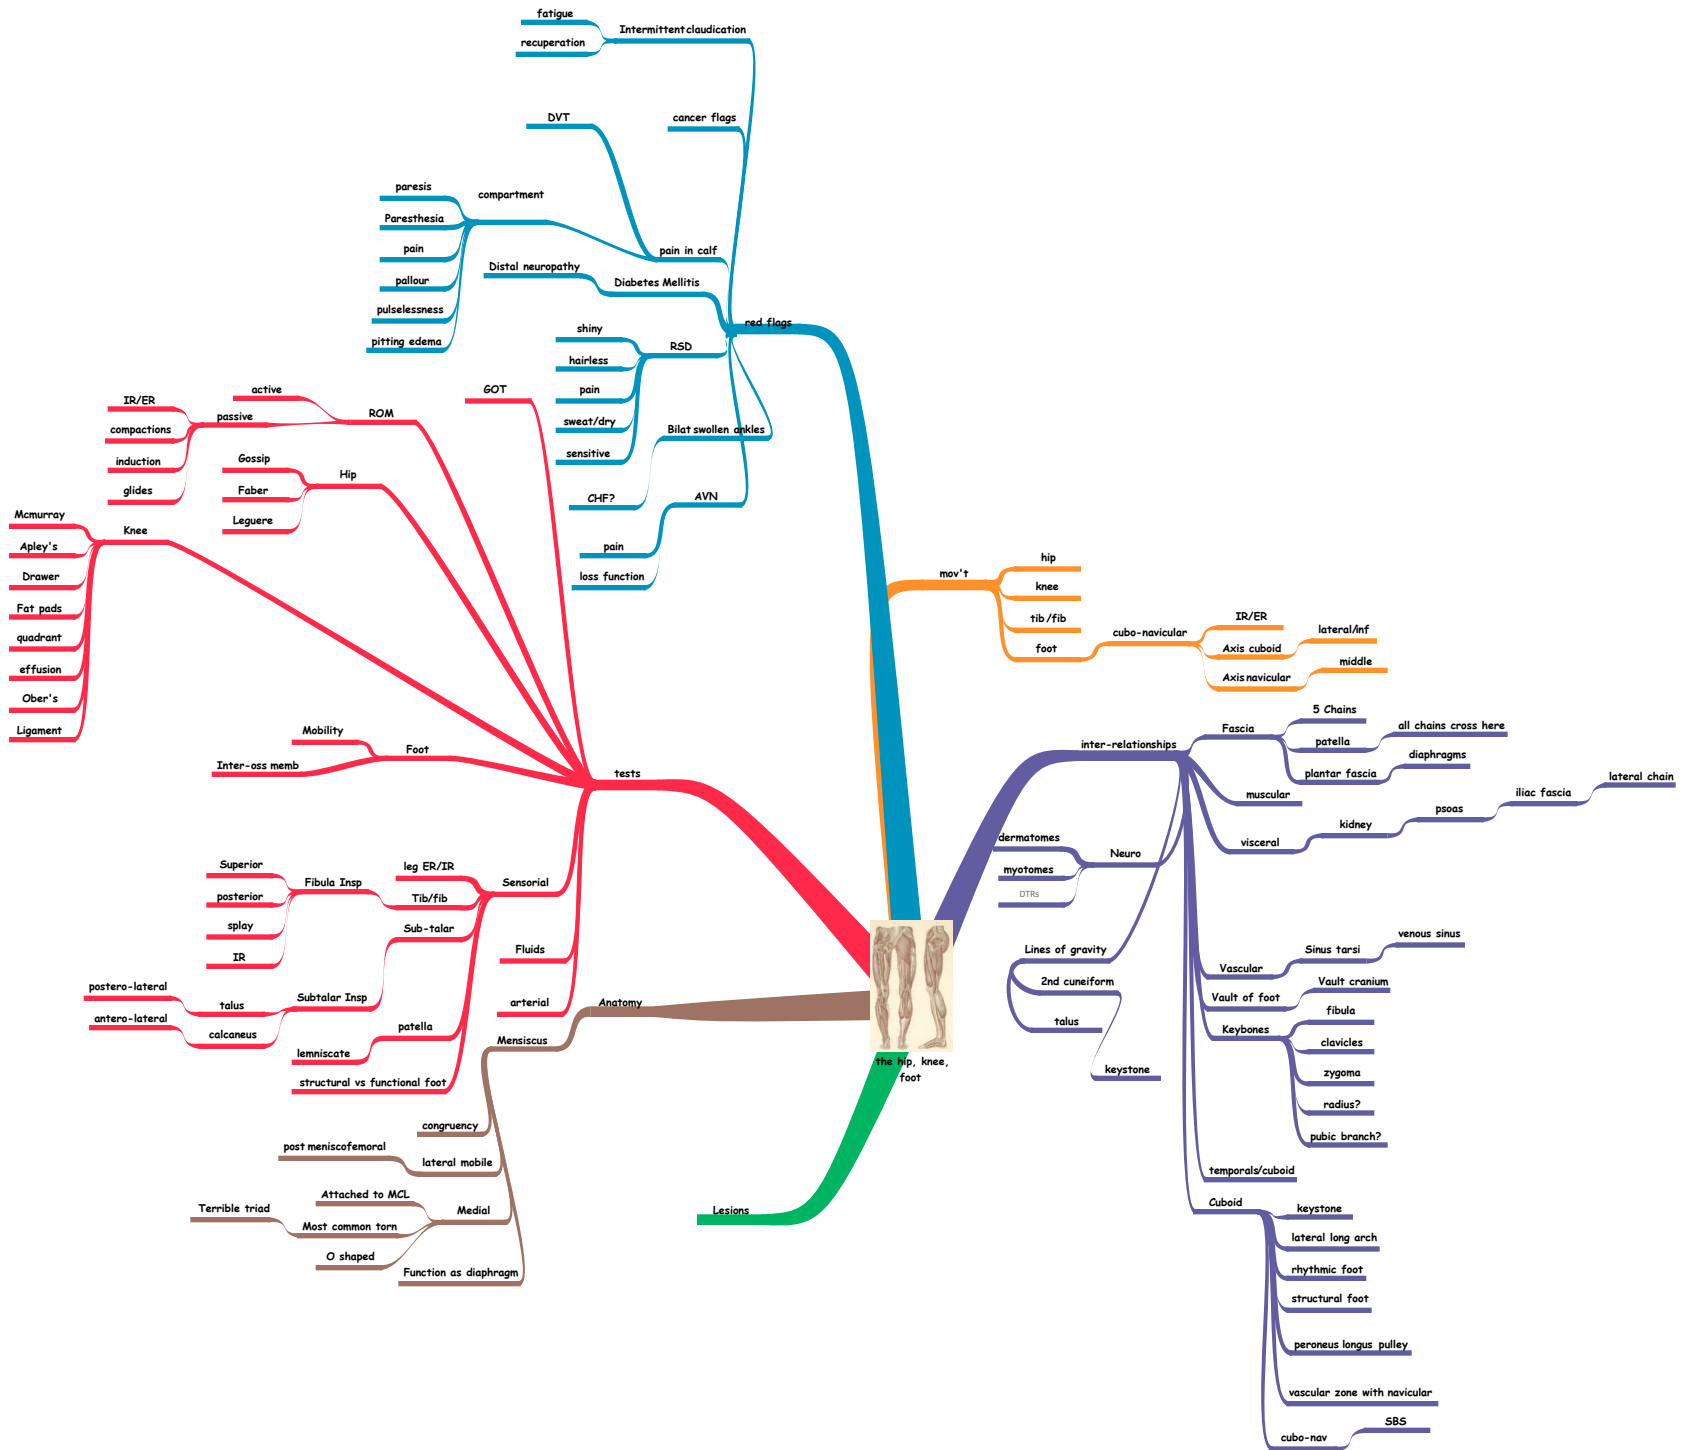 the hip, knee,
foot
red flags
Intermittent claudication
fatigue
recuperation
cancer flags
pain in calf
DVT
compartment
paresis
Paresthesia
pain
pallour
pulselessness
pitting edema
Diabetes Mellitis
Distal neuropathy
RSD
shiny
hairless
pain
sweat/dry
sensitive
Bilat swollen ankles
CHF?
AVN
pain
loss function
mov't
hip
knee
tib/fib
foot
cubo-navicular
IR/ER
Axis cuboid
lateral/inf
Axis navicular
middle
inter-relationships
Fascia
5 Chains
patella
all chains cross here
plantar fascia
diaphragms
muscular
visceral
kidney
psoas
iliac fascia
lateral chain
Neuro
dermatomes
myotomes
DTRs
Lines of gravity
2nd cuneiform
keystone
talus
Vascular
Sinus tarsi
venous sinus
Vault of foot
Vault cranium
Keybones
fibula
clavicles
zygoma
radius?
pubic branch?
temporals/cuboid
Cuboid
keystone
lateral long arch
rhythmic foot
structural foot
peroneus longus pulley
vascular zone with navicular
cubo-nav
SBS
tests
GOT
ROM
active
passive
IR/ER
compactions
induction
glides
Hip
Gossip
Faber
Leguere
Knee
Mcmurray
Apley's
Drawer
Fat pads
quadrant
effusion
Ober's
Ligament
Foot
Mobility
Inter-oss memb
Sensorial
leg ER/IR
Tib/fib
Fibula Insp
Superior
posterior
splay
IR
Sub-talar
Subtalar Insp
talus
postero-lateral
calcaneus
antero-lateral
patella
lemniscate
structural vs functional foot
Fluids
arterial
Anatomy
Mensiscus
congruency
lateral mobile
post meniscofemoral
Medial
Attached to MCL
Most common torn
Terrible triad
O shaped
Function as diaphragm
Lesions